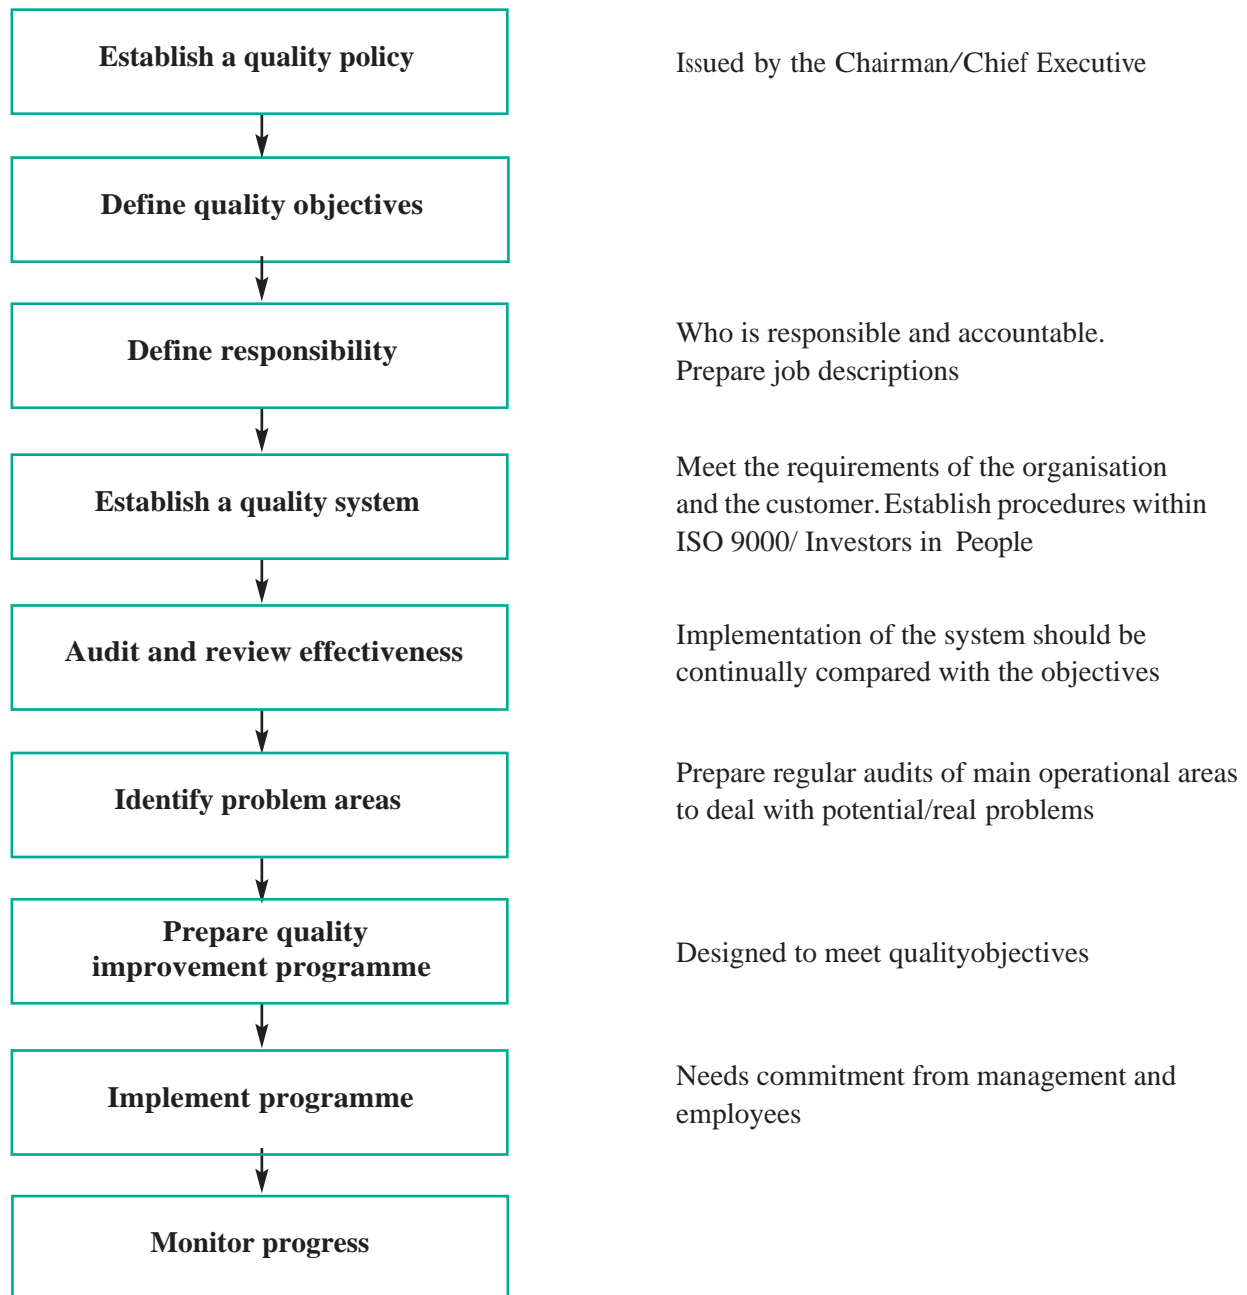 Establish a quality policy
Issued by the Chairman/Chief Executive
Define quality objectives
Define responsibility
Who is responsible and accountable.
Prepare job descriptions
Establish a quality system
Meet the requirements of the organisation
and the customer. Establish procedures within
ISO 9000/ Investors in People
Audit and review effectiveness
Implementation of the system should be
continually compared with the objectives
Identify problem areas
Prepare regular audits of main operational areas
to deal with potential/real problems
Prepare quality
improvement programme
Designed to meet qualityobjectives
Implement programme
Needs commitment from management and
employees
Monitor progress